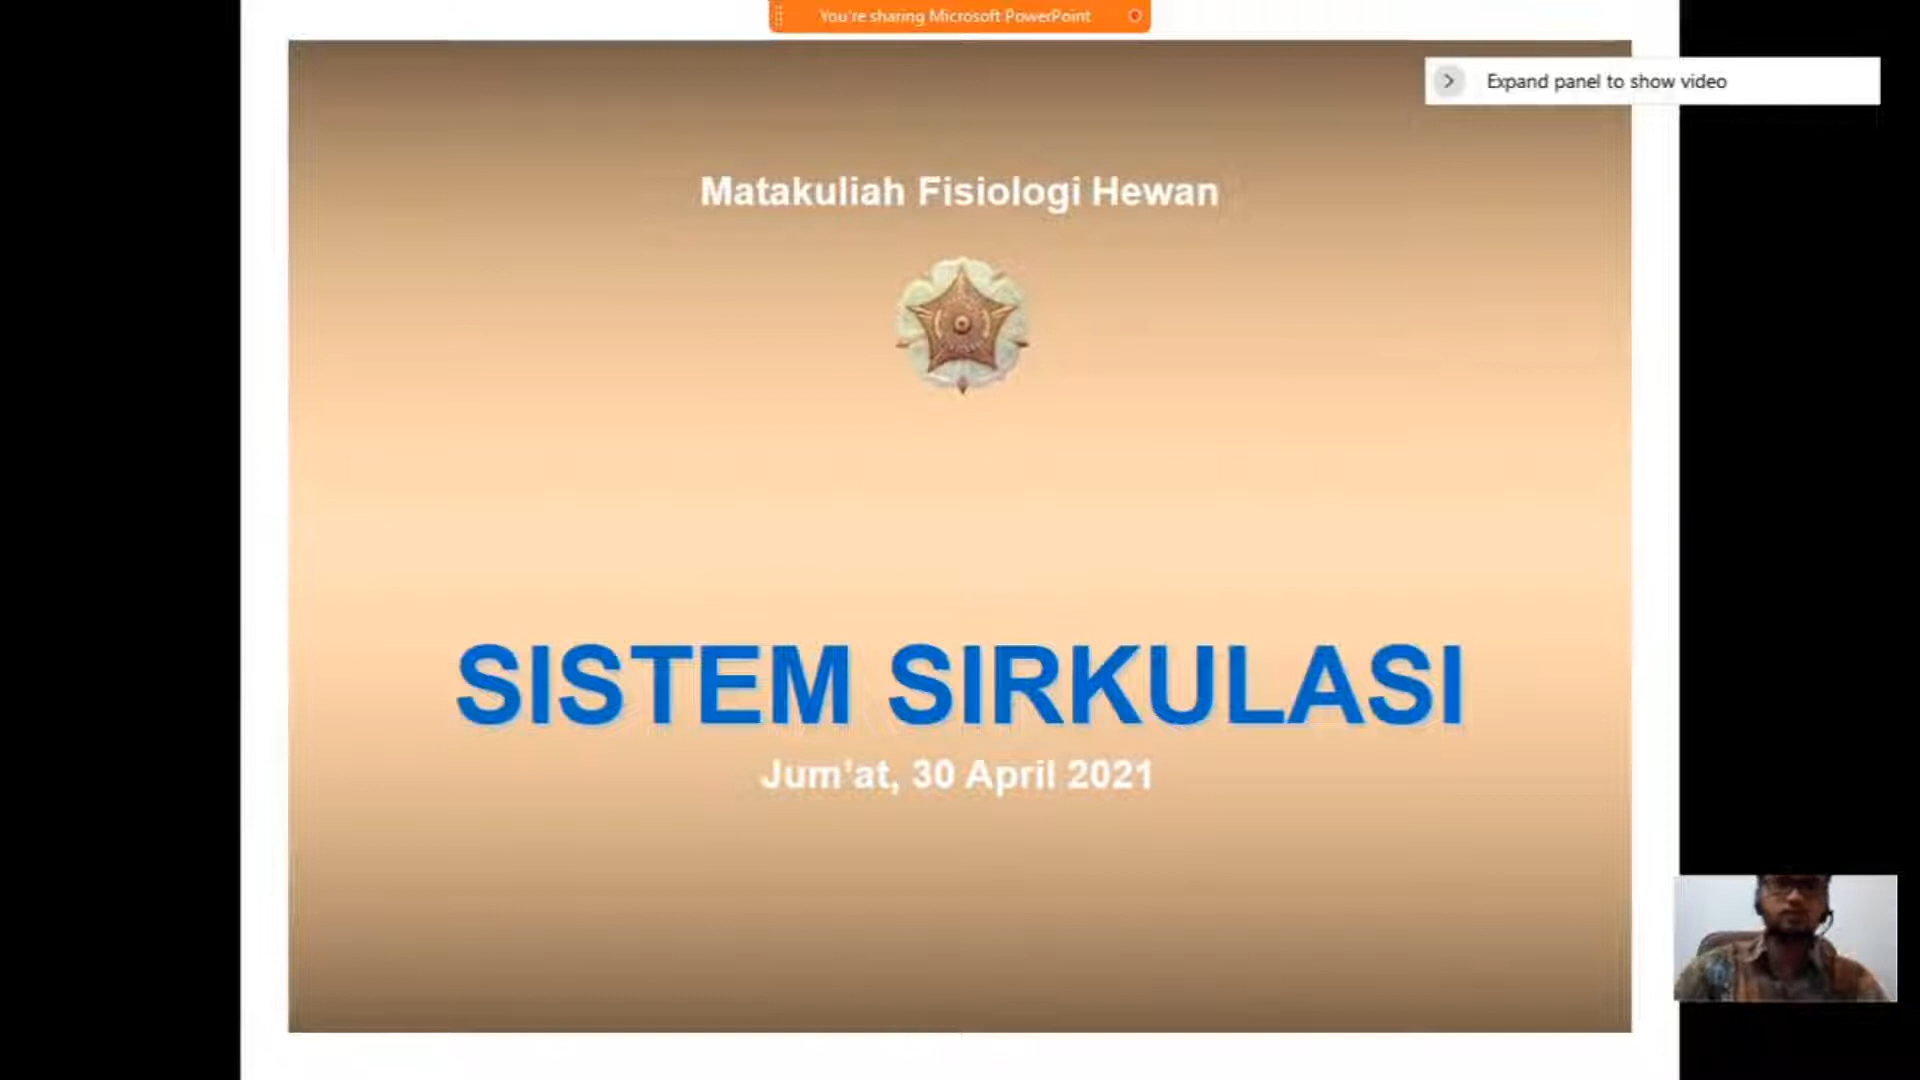 You're sharing Microsoft PowerPoint
Expand panel to show video
Matakuliah Fisiologi Hewan
SISTEM SIRKULASI
Jum'at, 30 April 2021